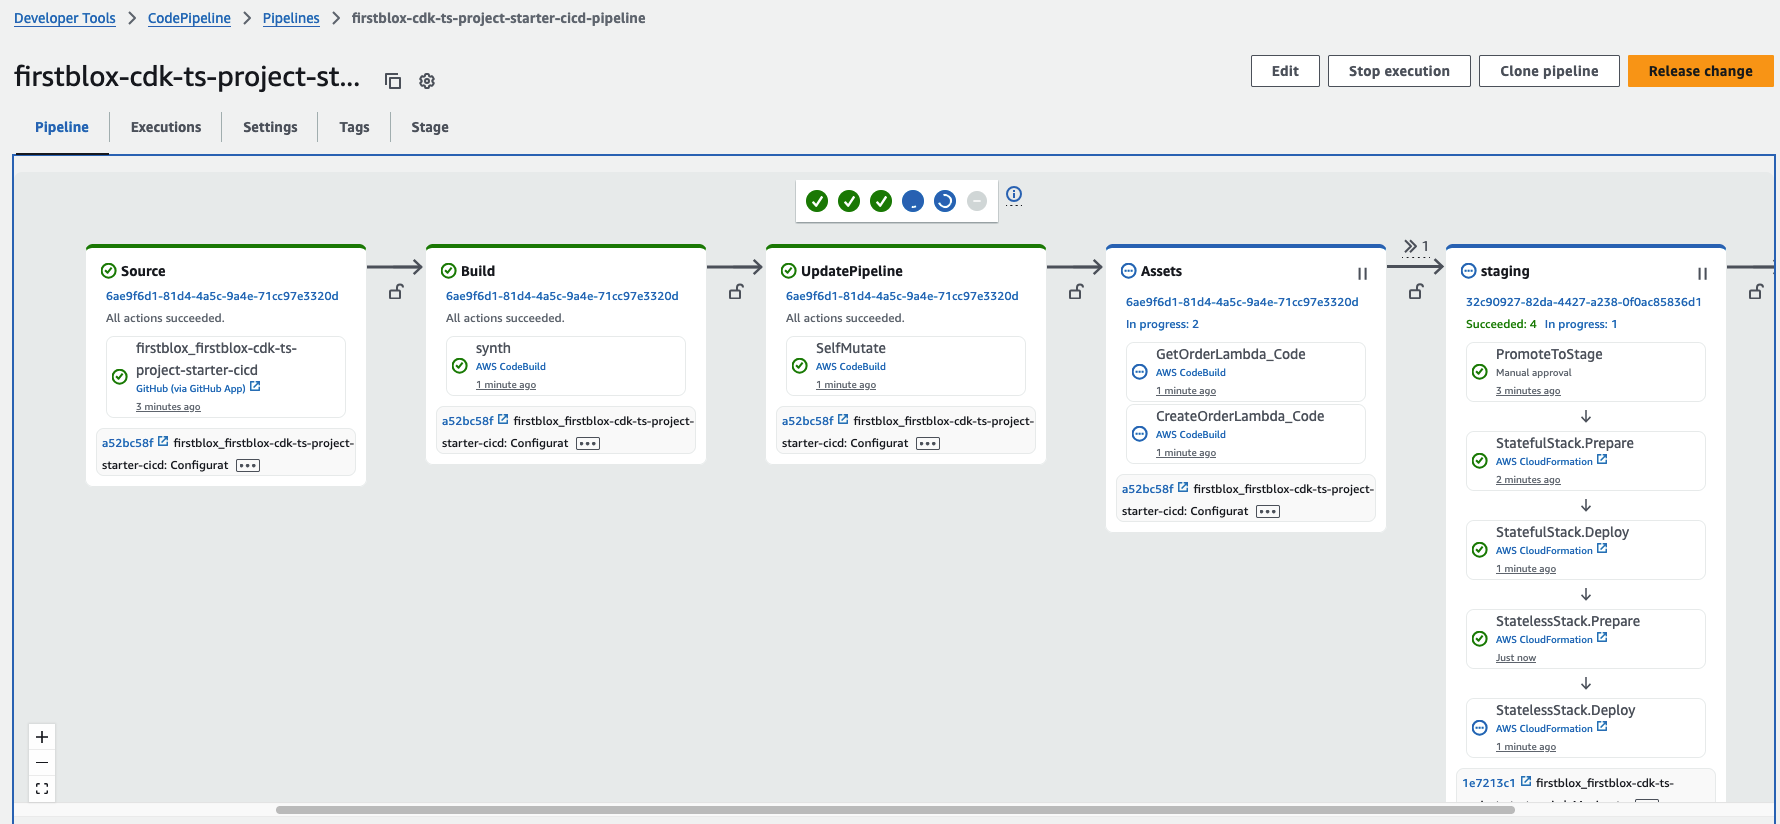 Developer Tools > CodePipeline > Pipelines > firstblox-cdk-ts-project-starter-cicd-pipeline
firstblox-cdk-ts-project-st...
Edit
Stop execution
Clone pipeline
Release change
Pipeline
Executions
Settings
Tags
Stage
Source
6ae9f6d1-81d4-4a5c-9a4e-71cc97e3320d
All actions succeeded.
firstblox_firstblox-cdk-ts-
project-starter-cicd
GitHub (via GitHub App)
3 minutes ago
a52bc58f firstblox_firstblox-cdk-ts-project-
starter-cicd: Configurat
Build
6ae9f6d1-81d4-4a5c-9a4e-71cc97e3320d
All actions succeeded.
synth
AWS CodeBuild
1 minute ago
a52bc58f firstblox_firstblox-cdk-ts-project-
starter-cicd: Configurat
UpdatePipeline
6ae9f6d1-81d4-4a5c-9a4e-71cc97e3320d
All actions succeeded.
SelfMutate
AWS CodeBuild
1 minute ago
a52bc58f firstblox_firstblox-cdk-ts-project-
starter-cicd: Configurat
Assets
6ae9f6d1-81d4-4a5c-9a4e-71cc97e3320d
In progress: 2
GetOrderLambda_Code
AWS CodeBuild
1 minute ago
CreateOrderLambda_Code
AWS CodeBuild
1 minute ago
a52bc58f firstblox_firstblox-cdk-ts-project-
starter-cicd: Configurat
1
staging
32c90927-82da-4427-a238-0f0ac85836d1
Succeeded: 4 In progress: 1
PromoteToStage
Manual approval
3 minutes ago
StatefulStack.Prepare
AWS CloudFormation
2 minutes ago
StatefulStack.Deploy
AWS CloudFormation
1 minute ago
StatelessStack.Prepare
AWS CloudFormation
Just now
StatelessStack.Deploy
AWS CloudFormation
1 minute ago
1e7213c1 firstblox_firstblox-cdk-ts-